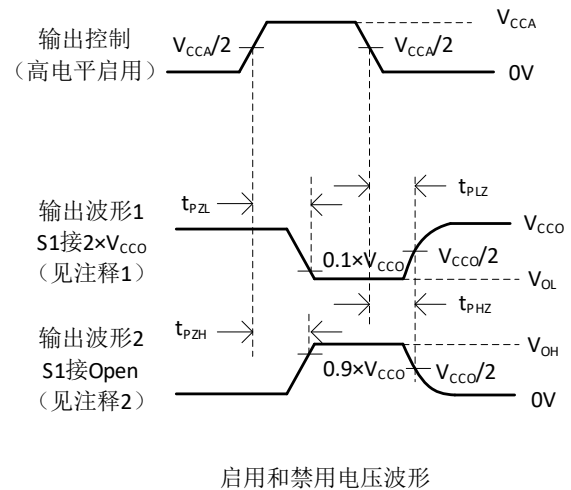 输出控制
（高电平启用）
V_CCA/2
V_CCA/2
V_CCA
0V
输出波形1
S1接2×V_CCO
（见注释1）
t_PZL
t_PLZ
0.1×V_CCO
V_CCO/2
V_CCO
V_OL
输出波形2
S1接Open
（见注释2）
t_PZH
t_PHZ
0.9×V_CCO
V_CCO/2
V_OH
0V
启用和禁用电压波形